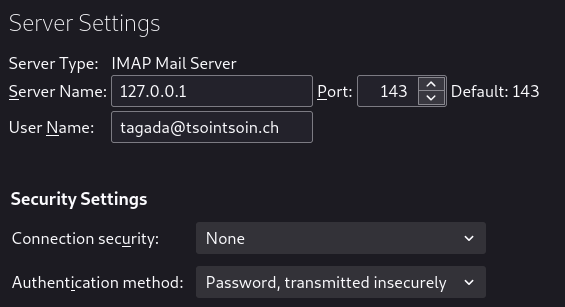 Server Settings
Server Type: IMAP Mail Server
Server Name: 127.0.0.1 Port: 143 Default: 143
User Name: tagada@tsointsoin.ch
Security Settings
Connection security: None
Authentication method: Password, transmitted insecurely